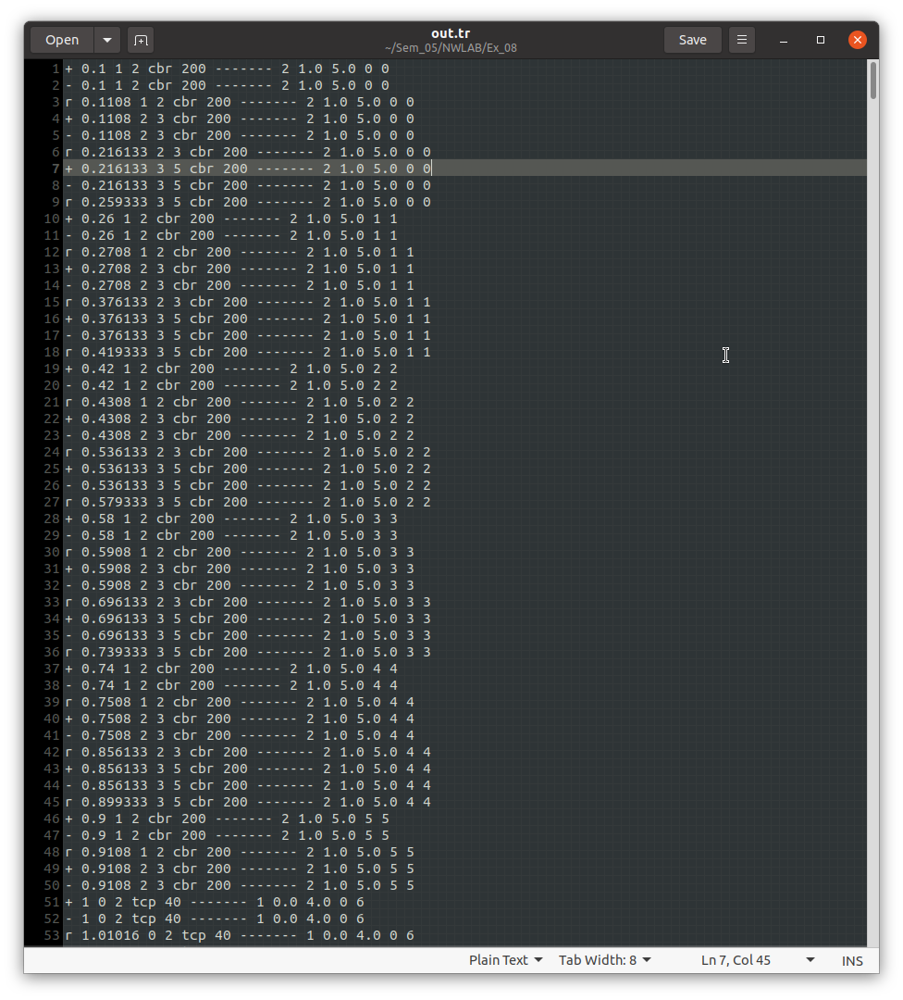 Open
out.tr
~/Sem_05/NWLAB/Ex_08
Save
1 + 0.1 1 2 cbr 200 ------- 2 1.0 5.0 0 0
2 - 0.1 1 2 cbr 200 ------- 2 1.0 5.0 0 0
3 r 0.1108 1 2 cbr 200 ------- 2 1.0 5.0 0 0
4 + 0.1108 2 3 cbr 200 ------- 2 1.0 5.0 0 0
5 - 0.1108 2 3 cbr 200 ------- 2 1.0 5.0 0 0
6 r 0.216133 2 3 cbr 200 ------- 2 1.0 5.0 0 0
7 + 0.216133 3 5 cbr 200 ------- 2 1.0 5.0 0 0
8 - 0.216133 3 5 cbr 200 ------- 2 1.0 5.0 0 0
9 r 0.259333 3 5 cbr 200 ------- 2 1.0 5.0 0 0
10 + 0.26 1 2 cbr 200 ------- 2 1.0 5.0 1 1
11 - 0.26 1 2 cbr 200 ------- 2 1.0 5.0 1 1
12 r 0.2708 1 2 cbr 200 ------- 2 1.0 5.0 1 1
13 + 0.2708 2 3 cbr 200 ------- 2 1.0 5.0 1 1
14 - 0.2708 2 3 cbr 200 ------- 2 1.0 5.0 1 1
15 r 0.376133 2 3 cbr 200 ------- 2 1.0 5.0 1 1
16 + 0.376133 3 5 cbr 200 ------- 2 1.0 5.0 1 1
17 - 0.376133 3 5 cbr 200 ------- 2 1.0 5.0 1 1
18 r 0.419333 3 5 cbr 200 ------- 2 1.0 5.0 1 1
19 + 0.42 1 2 cbr 200 ------- 2 1.0 5.0 2 2
20 - 0.42 1 2 cbr 200 ------- 2 1.0 5.0 2 2
21 r 0.4308 1 2 cbr 200 ------- 2 1.0 5.0 2 2
22 + 0.4308 2 3 cbr 200 ------- 2 1.0 5.0 2 2
23 - 0.4308 2 3 cbr 200 ------- 2 1.0 5.0 2 2
24 r 0.536133 2 3 cbr 200 ------- 2 1.0 5.0 2 2
25 + 0.536133 3 5 cbr 200 ------- 2 1.0 5.0 2 2
26 - 0.536133 3 5 cbr 200 ------- 2 1.0 5.0 2 2
27 r 0.579333 3 5 cbr 200 ------- 2 1.0 5.0 2 2
28 + 0.58 1 2 cbr 200 ------- 2 1.0 5.0 3 3
29 - 0.58 1 2 cbr 200 ------- 2 1.0 5.0 3 3
30 r 0.5908 1 2 cbr 200 ------- 2 1.0 5.0 3 3
31 + 0.5908 2 3 cbr 200 ------- 2 1.0 5.0 3 3
32 - 0.5908 2 3 cbr 200 ------- 2 1.0 5.0 3 3
33 r 0.696133 2 3 cbr 200 ------- 2 1.0 5.0 3 3
34 + 0.696133 3 5 cbr 200 ------- 2 1.0 5.0 3 3
35 - 0.696133 3 5 cbr 200 ------- 2 1.0 5.0 3 3
36 r 0.739333 3 5 cbr 200 ------- 2 1.0 5.0 3 3
37 + 0.74 1 2 cbr 200 ------- 2 1.0 5.0 4 4
38 - 0.74 1 2 cbr 200 ------- 2 1.0 5.0 4 4
39 r 0.7508 1 2 cbr 200 ------- 2 1.0 5.0 4 4
40 + 0.7508 2 3 cbr 200 ------- 2 1.0 5.0 4 4
41 - 0.7508 2 3 cbr 200 ------- 2 1.0 5.0 4 4
42 r 0.856133 2 3 cbr 200 ------- 2 1.0 5.0 4 4
43 + 0.856133 3 5 cbr 200 ------- 2 1.0 5.0 4 4
44 - 0.856133 3 5 cbr 200 ------- 2 1.0 5.0 4 4
45 r 0.899333 3 5 cbr 200 ------- 2 1.0 5.0 4 4
46 + 0.9 1 2 cbr 200 ------- 2 1.0 5.0 5 5
47 - 0.9 1 2 cbr 200 ------- 2 1.0 5.0 5 5
48 r 0.9108 1 2 cbr 200 ------- 2 1.0 5.0 5 5
49 + 0.9108 2 3 cbr 200 ------- 2 1.0 5.0 5 5
50 - 0.9108 2 3 cbr 200 ------- 2 1.0 5.0 5 5
51 + 1 0 2 tcp 40 ------- 1 0.0 4.0 0 6
52 - 1 0 2 tcp 40 ------- 1 0.0 4.0 0 6
53 r 1.01016 0 2 tcp 40 ------- 1 0.0 4.0 0 6
Plain Text Tab Width: 8 Ln 7, Col 45 INS